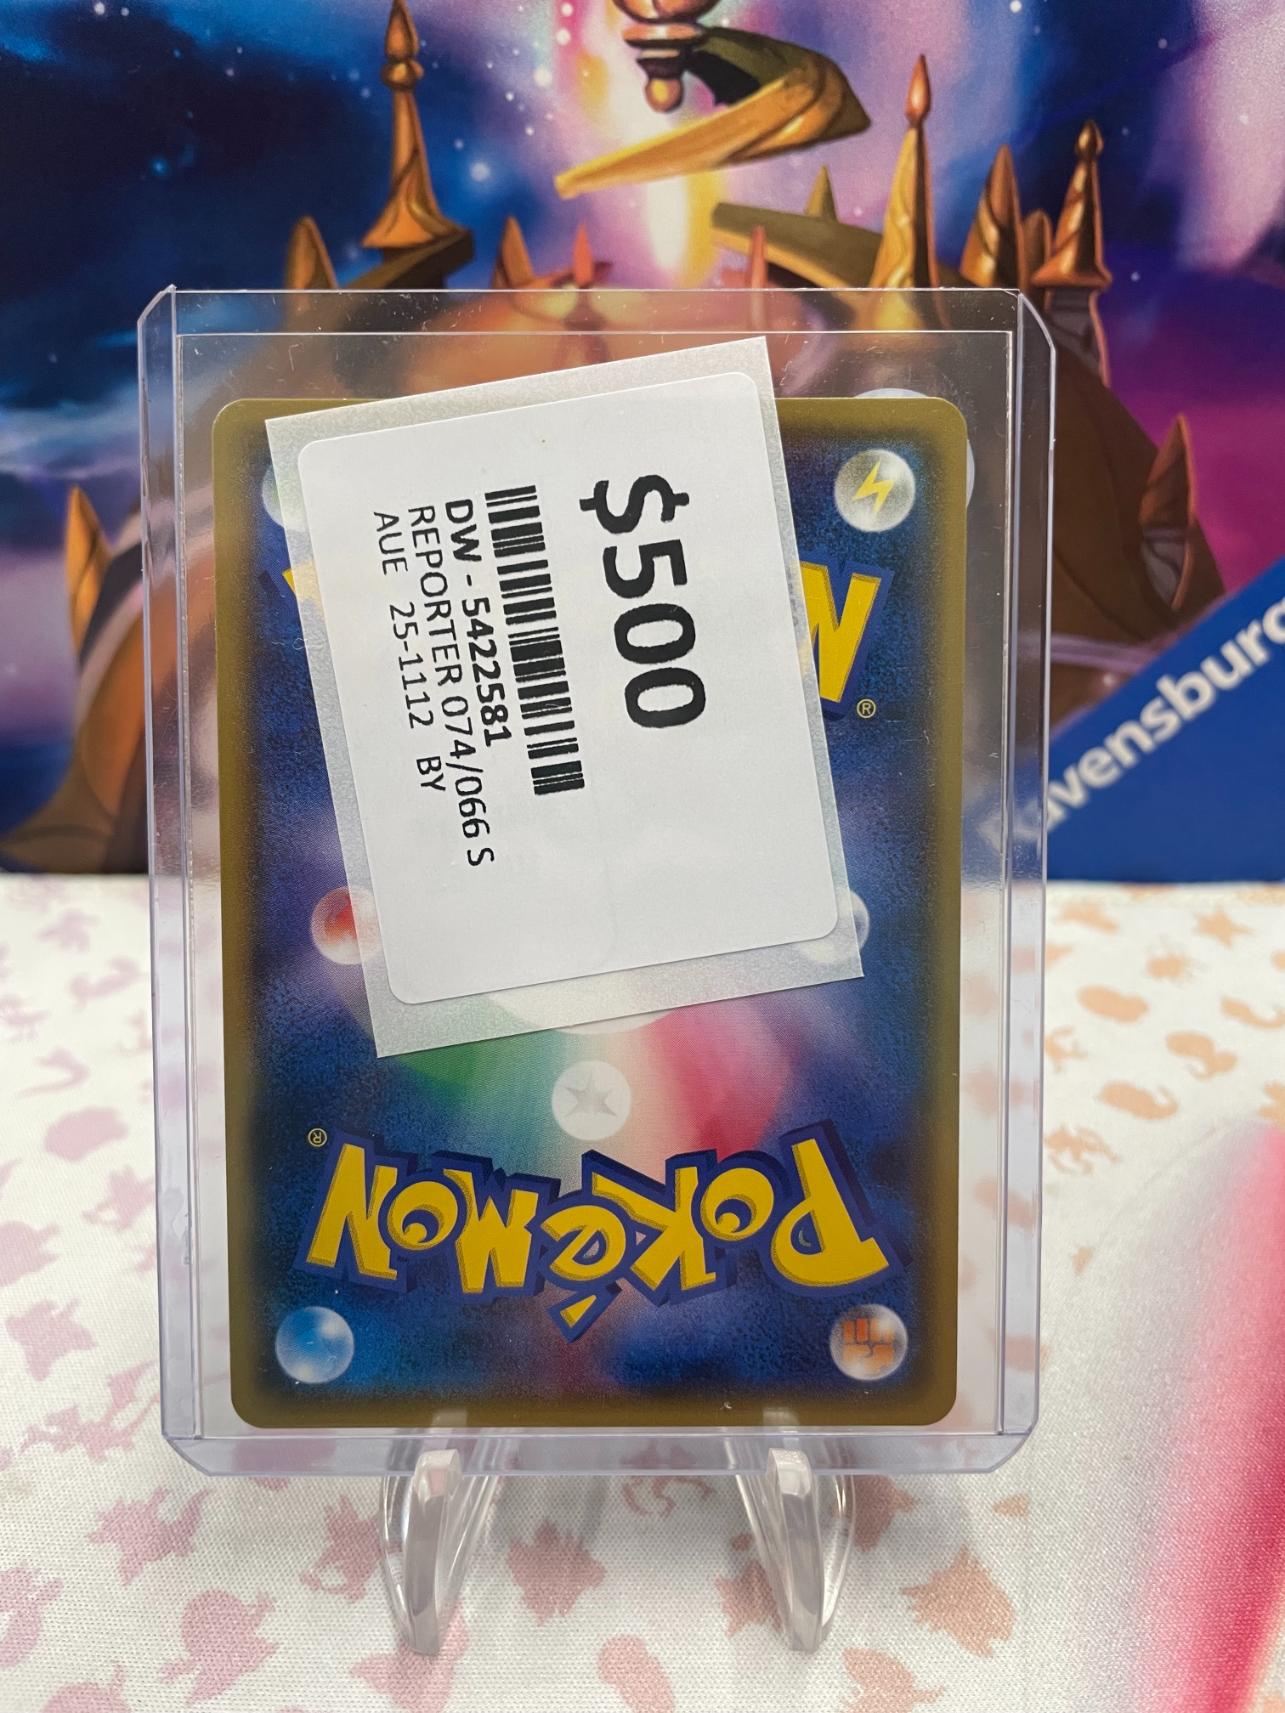 $500
DW - 5422581
REPORTER 074/066 S
AUE 25-1112 BY
N
®
Ravensburg
POKéMON
®